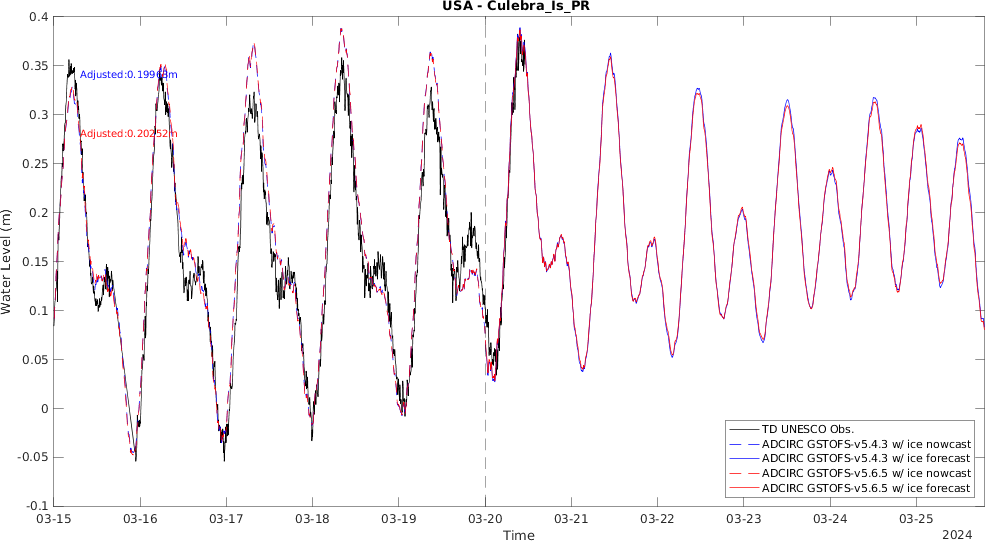 USA - Culebra_Is_PR
0.4
0.35
0.3
0.25
0.2
0.15
0.1
0.05
0
-0.05
-0.1
Water Level (m)
Adjusted:0.19963m
Adjusted:0.20252m
TD UNESCO Obs.
ADCIRC GSTOFS-v5.4.3 w/ ice nowcast
ADCIRC GSTOFS-v5.4.3 w/ ice forecast
ADCIRC GSTOFS-v5.6.5 w/ ice nowcast
ADCIRC GSTOFS-v5.6.5 w/ ice forecast
03-15 03-16 03-17 03-18 03-19 03-20 03-21 03-22 03-23 03-24 03-25
Time
2024